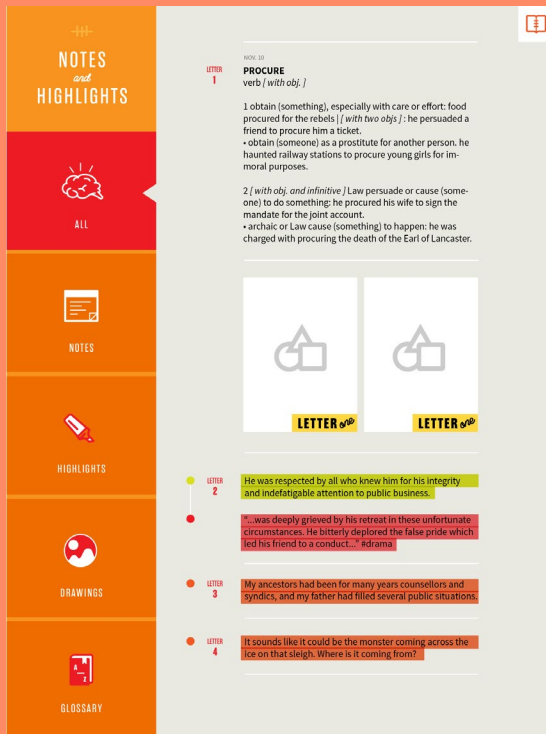 NOTES
and
HIGHLIGHTS
ALL
NOTES
HIGHLIGHTS
DRAWINGS
A
Z
GLOSSARY
NOV. 10
LETTER
1
PROCURE
verb [ with obj. ]
1 obtain (something), especially with care or effort: food
procured for the rebels | [ with two objs ] : he persuaded a
friend to procure him a ticket.
• obtain (someone) as a prostitute for another person. he
haunted railway stations to procure young girls for im-
moral purposes.
2 [ with obj. and infinitive ] Law persuade or cause (some-
one) to do something: he procured his wife to sign the
mandate for the joint account.
• archaic or Law cause (something) to happen: he was
charged with procuring the death of the Earl of Lancaster.
LETTER one
LETTER one
LETTER
2
He was respected by all who knew him for his integrity
and indefatigable attention to public business.
"...was deeply grieved by his retreat in these unfortunate
circumstances. He bitterly deplored the false pride which
led his friend to a conduct..." #drama
LETTER
3
My ancestors had been for many years counsellors and
syndics, and my father had filled several public situations.
LETTER
4
It sounds like it could be the monster coming across the
ice on that sleigh. Where is it coming from?